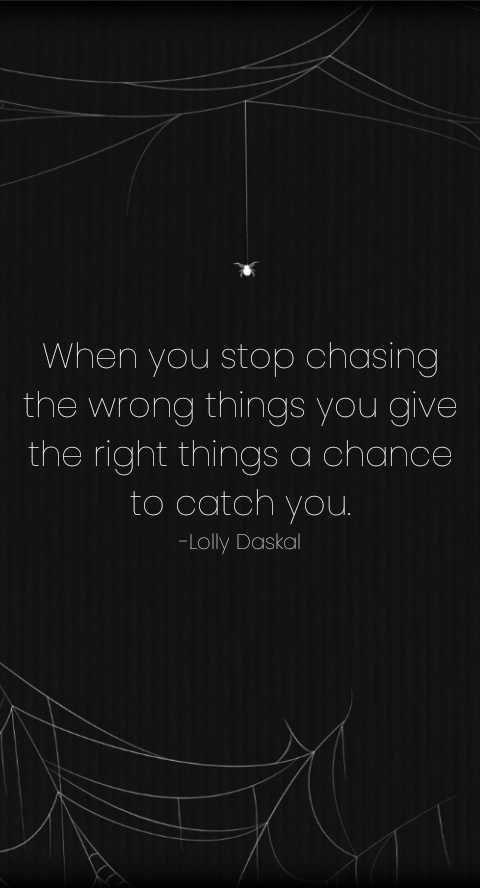 When you stop chasing
the wrong things you give
the right things a chance
to catch you.
-Lolly Daskal